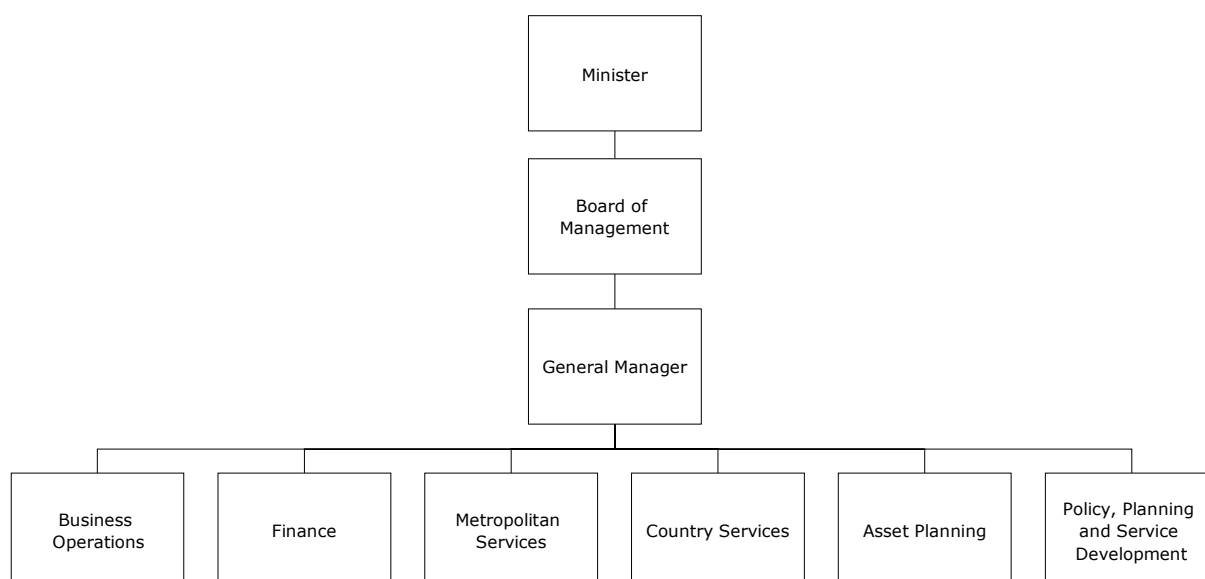 Minister
Board of
Management
General Manager
Business
Operations
Finance
Metropolitan
Services
Country Services
Asset Planning
Policy, Planning
and Service
Development